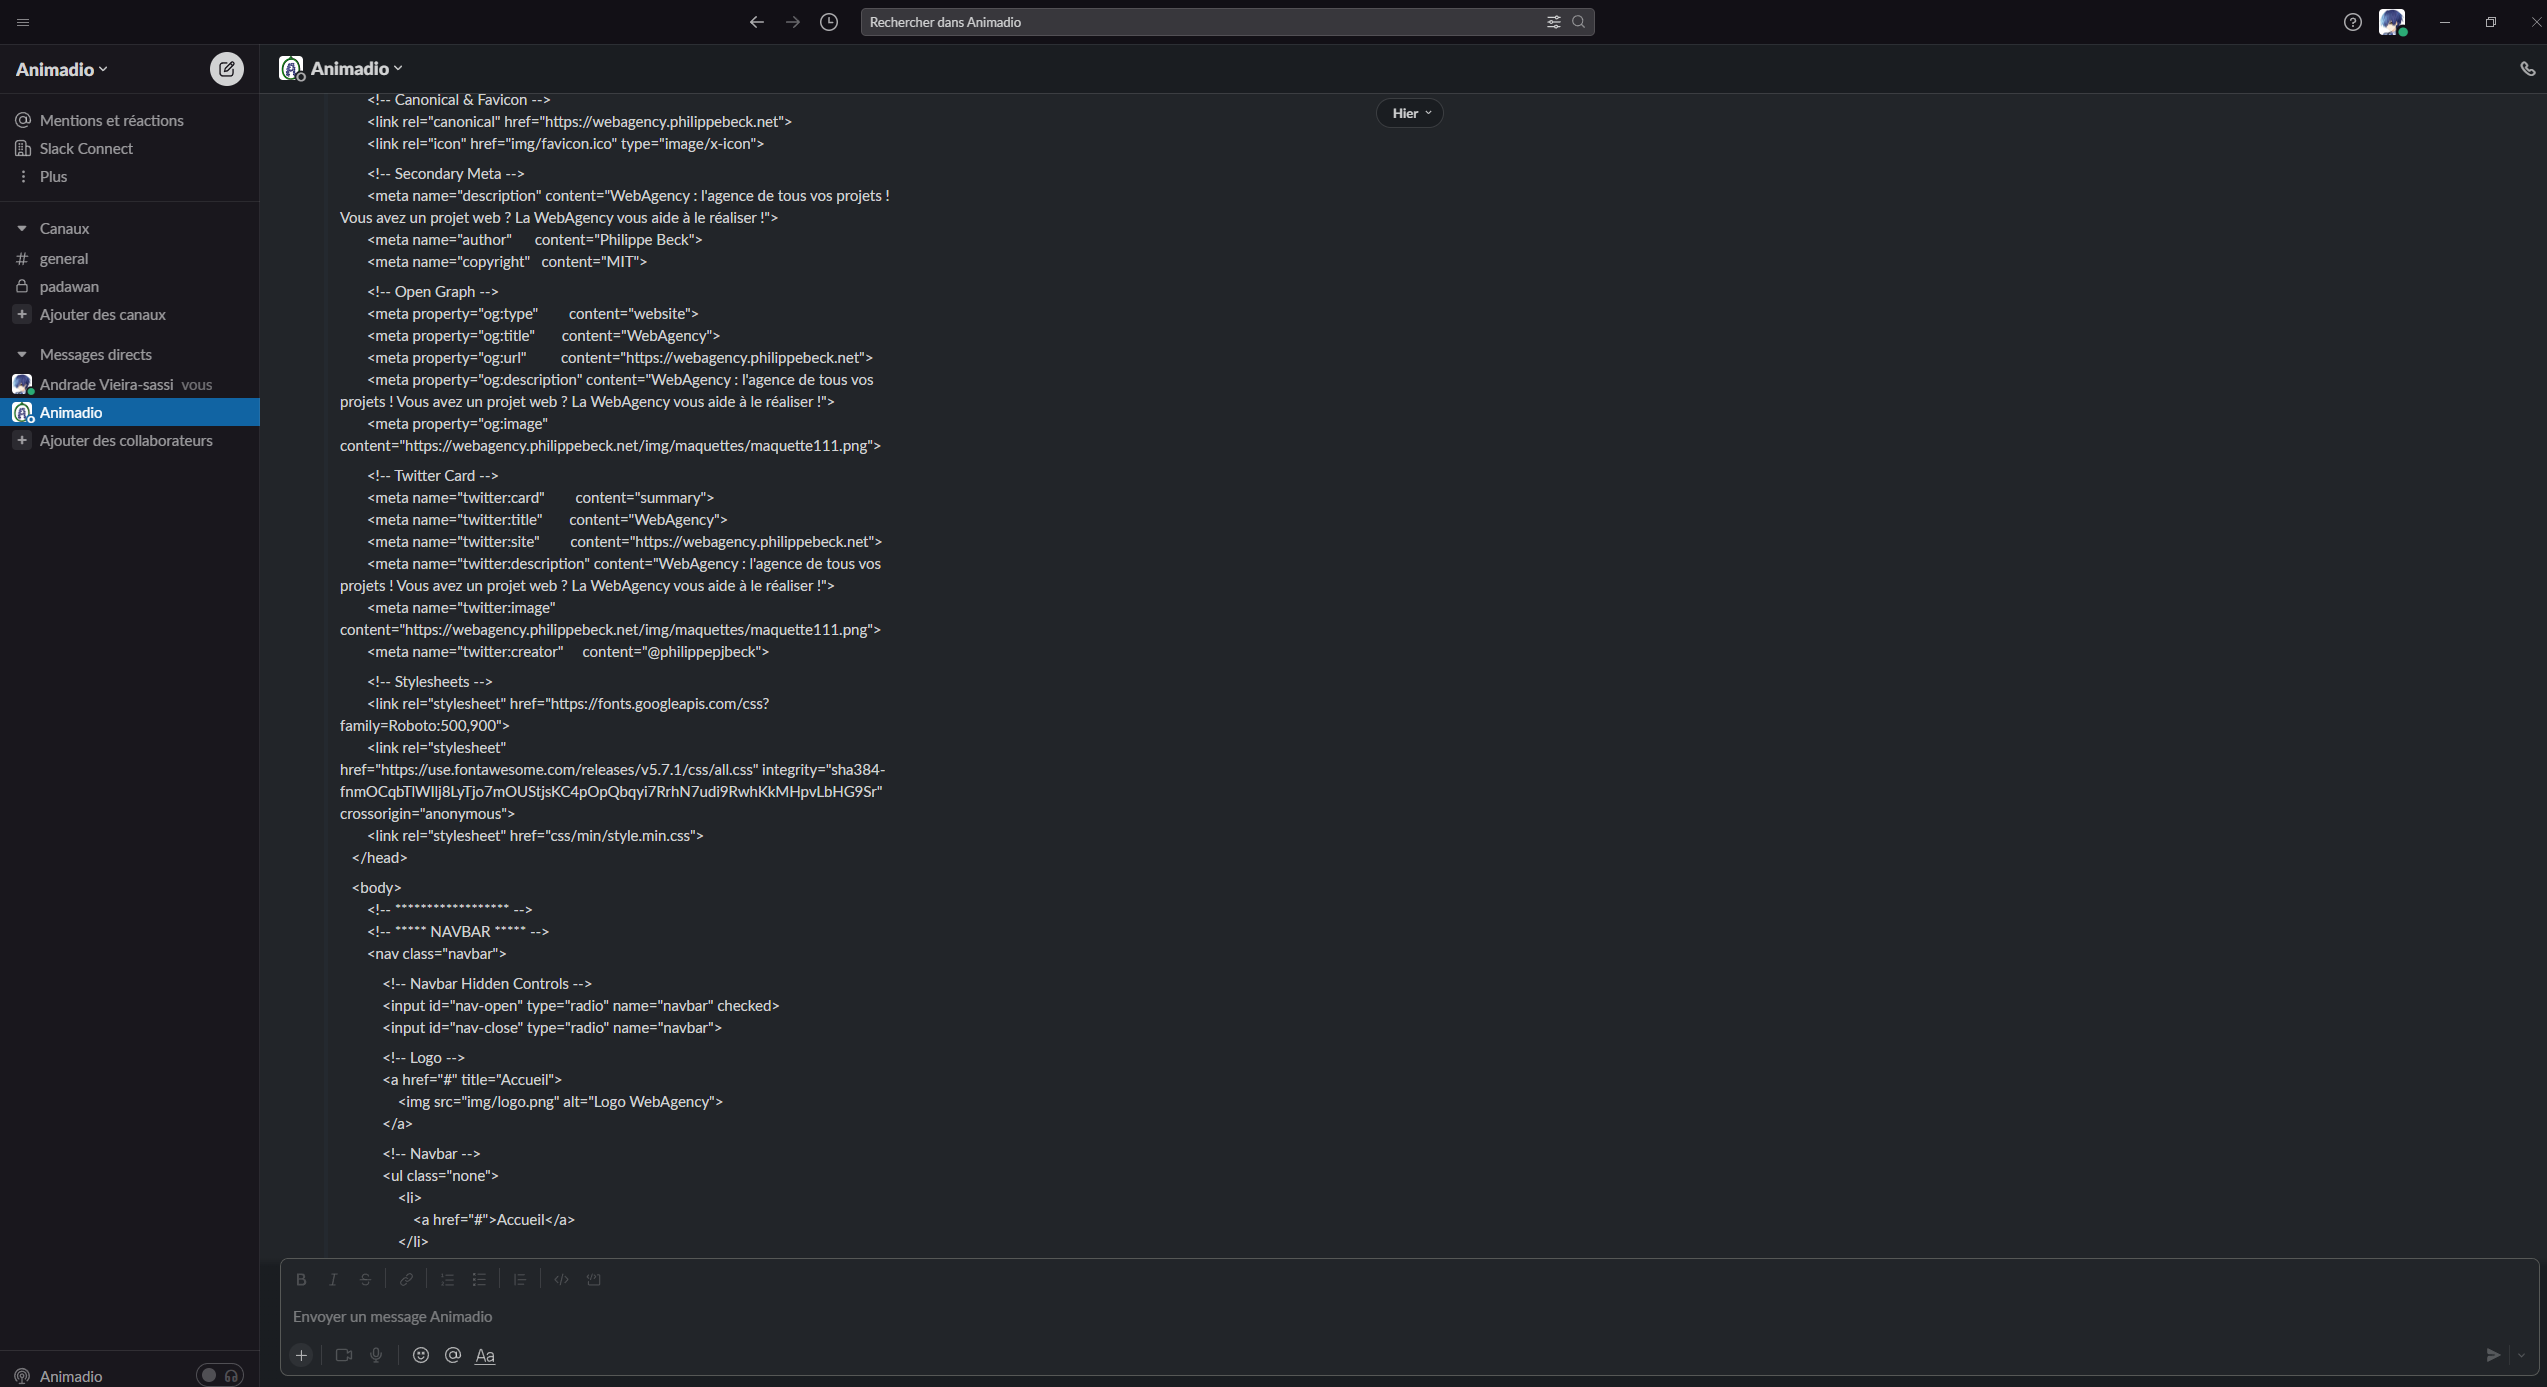 Rechercher dans Animadio
Animadio
Mentions et réactions
Slack Connect
Plus
Canaux
general
padawan
Ajouter des canaux
Messages directs
Andrade Vieira-sassi vous
Animadio
Ajouter des collaborateurs
Animadio
Animadio
Hier
<!-- Canonical & Favicon -->
<link rel="canonical" href="https://webagency.philippebeck.net">
<link rel="icon" href="img/favicon.ico" type="image/x-icon">
<!-- Secondary Meta -->
<meta name="description" content="WebAgency : l'agence de tous vos projets !
Vous avez un projet web ? La WebAgency vous aide à le réaliser !">
<meta name="author" content="Philippe Beck">
<meta name="copyright" content="MIT">
<!-- Open Graph -->
<meta property="og:type" content="website">
<meta property="og:title" content="WebAgency">
<meta property="og:url" content="https://webagency.philippebeck.net">
<meta property="og:description" content="WebAgency : l'agence de tous vos
projets ! Vous avez un projet web ? La WebAgency vous aide à le réaliser !">
<meta property="og:image"
content="https://webagency.philippebeck.net/img/maquettes/maquette111.png">
<!-- Twitter Card -->
<meta name="twitter:card" content="summary">
<meta name="twitter:title" content="WebAgency">
<meta name="twitter:site" content="https://webagency.philippebeck.net">
<meta name="twitter:description" content="WebAgency : l'agence de tous vos
projets ! Vous avez un projet web ? La WebAgency vous aide à le réaliser !">
<meta name="twitter:image"
content="https://webagency.philippebeck.net/img/maquettes/maquette111.png">
<meta name="twitter:creator" content="@philippepjbeck">
<!-- Stylesheets -->
<link rel="stylesheet" href="https://fonts.googleapis.com/css?
family=Roboto:500,900">
<link rel="stylesheet"
href="https://use.fontawesome.com/releases/v5.7.1/css/all.css" integrity="sha384-
fnmOCqbTlWIlj8LyTjo7mOUStjsKC4pOpQbqyi7RrhN7udi9RwhKkMHpvLbHG9Sr"
crossorigin="anonymous">
<link rel="stylesheet" href="css/min/style.min.css">
</head>
<body>
<!-- ****************** -->
<!-- ***** NAVBAR ***** -->
<nav class="navbar">
<!-- Navbar Hidden Controls -->
<input id="nav-open" type="radio" name="navbar" checked>
<input id="nav-close" type="radio" name="navbar">
<!-- Logo -->
<a href="#" title="Accueil">
<img src="img/logo.png" alt="Logo WebAgency">
</a>
<!-- Navbar -->
<ul class="none">
<li>
<a href="#">Accueil</a>
</li>
Envoyer un message Animadio
Aa